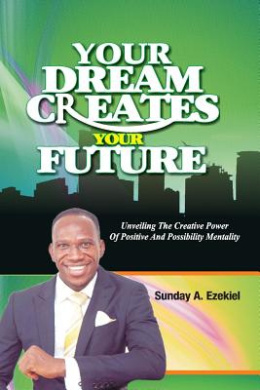 YOUR
DREAM
CREATES
YOUR
FUTURE
Unveiling The Creative Power
Of Positive And Possibility Mentality
Sunday A. Ezekiel